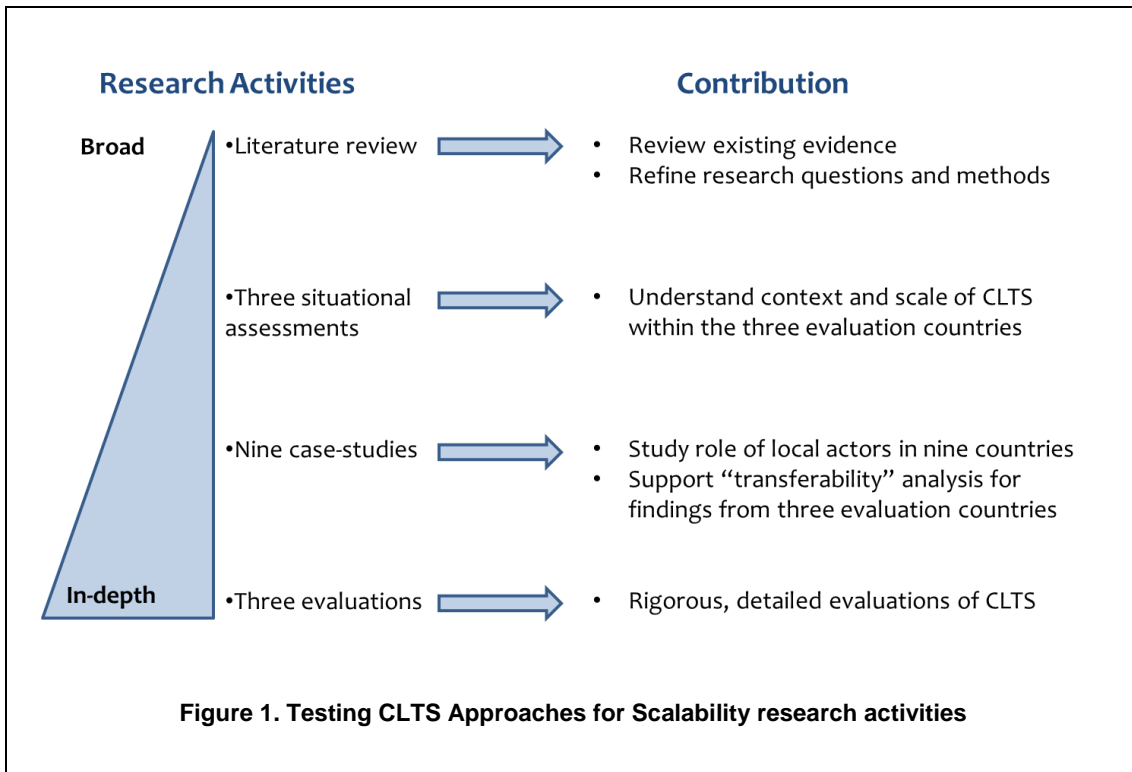 Research Activities
Contribution
Broad
•Literature review
• Review existing evidence
• Refine research questions and methods
•Three situational
assessments
• Understand context and scale of CLTS
within the three evaluation countries
•Nine case-studies
• Study role of local actors in nine countries
• Support “transferability” analysis for
findings from three evaluation countries
In-depth
•Three evaluations
• Rigorous, detailed evaluations of CLTS
Figure 1. Testing CLTS Approaches for Scalability research activities